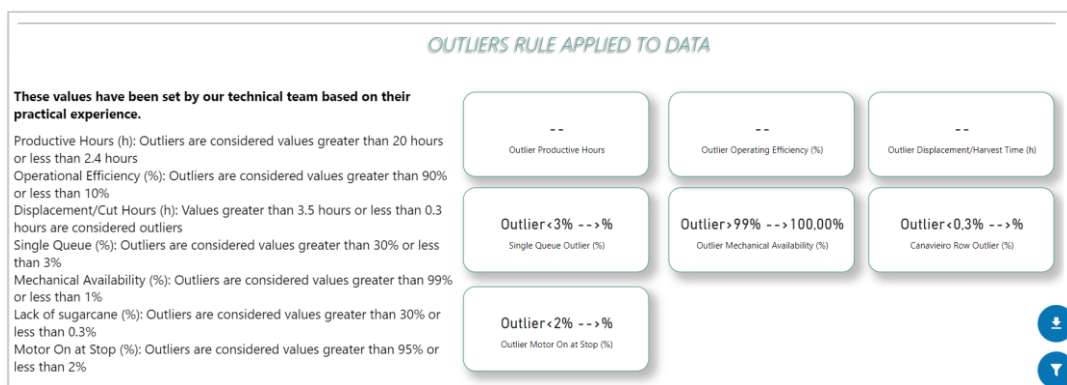 OUTLIERS RULE APPLIED TO DATA
These values have been set by our technical team based on their
practical experience.
Productive Hours (h): Outliers are considered values greater than 20 hours
or less than 2.4 hours
Operational Efficiency (%): Outliers are considered values greater than 90%
or less than 10%
Displacement/Cut Hours (h): Values greater than 3.5 hours or less than 0.3
hours are considered outliers
Single Queue (%): Outliers are considered values greater than 30% or less
than 3%
Mechanical Availability (%): Outliers are considered values greater than 99%
or less than 1%
Lack of sugarcane (%): Outliers are considered values greater than 30% or
less than 0.3%
Motor On at Stop (%): Outliers are considered values greater than 95% or
less than 2%
--
Outlier Productive Hours
--
Outlier Operating Efficiency (%)
--
Outlier Displacement/Harvest Time (h)
Outlier<3% -->%
Single Queue Outlier (%)
Outlier>99% -->100,00%
Outlier Mechanical Availability (%)
Outlier<0,3% -->%
Canavieiro Row Outlier (%)
Outlier<2% -->%
Outlier Motor On at Stop (%)